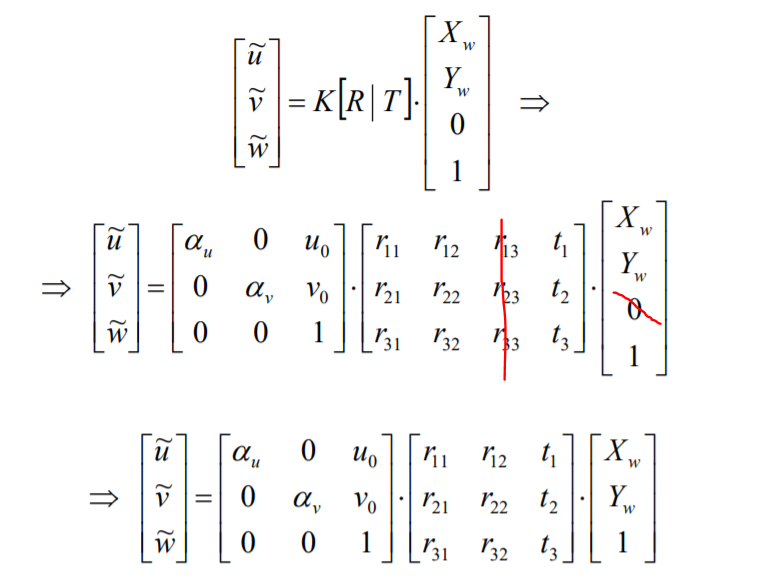 [ũ ṽ w̃]ᵀ = K[R | T] · [X_w Y_w 0 1]ᵀ ⇒
⇒ [ũ; ṽ; w̃] = [α_u 0 u_0; 0 α_v v_0; 0 0 1] · [r_11 r_12 r_13 t_1; r_21 r_22 r_23 t_2; r_31 r_32 r_33 t_3] · [X_w; Y_w; 0; 1]
⇒ [ũ; ṽ; w̃] = [α_u 0 u_0; 0 α_v v_0; 0 0 1] · [r_11 r_12 t_1; r_21 r_22 t_2; r_31 r_32 t_3] · [X_w; Y_w; 1]